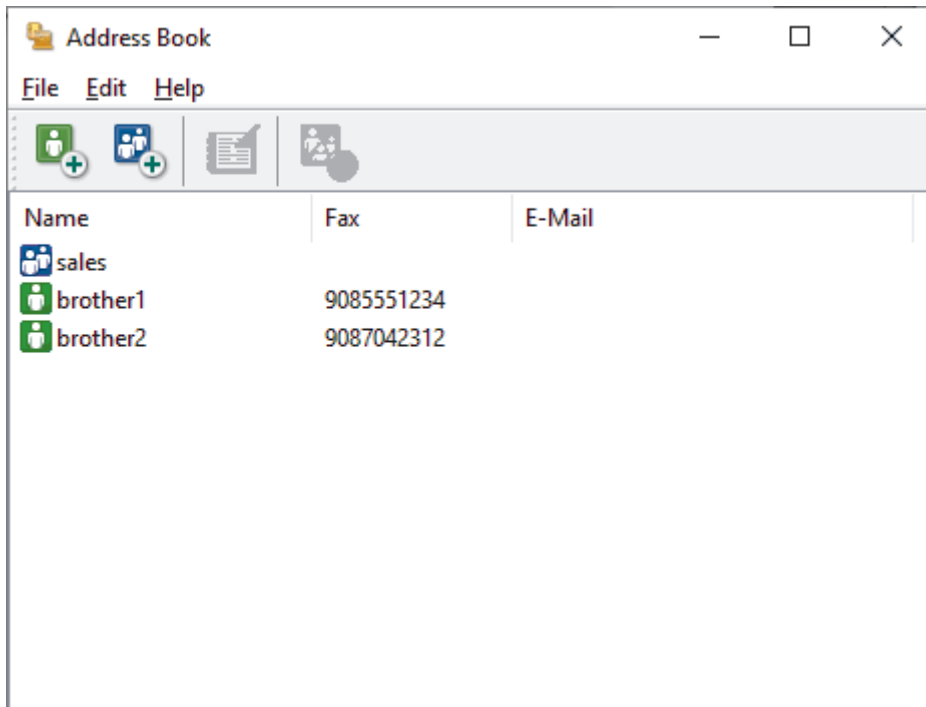 Address Book
File Edit Help
Name Fax E-Mail
sales
brother1 9085551234
brother2 9087042312